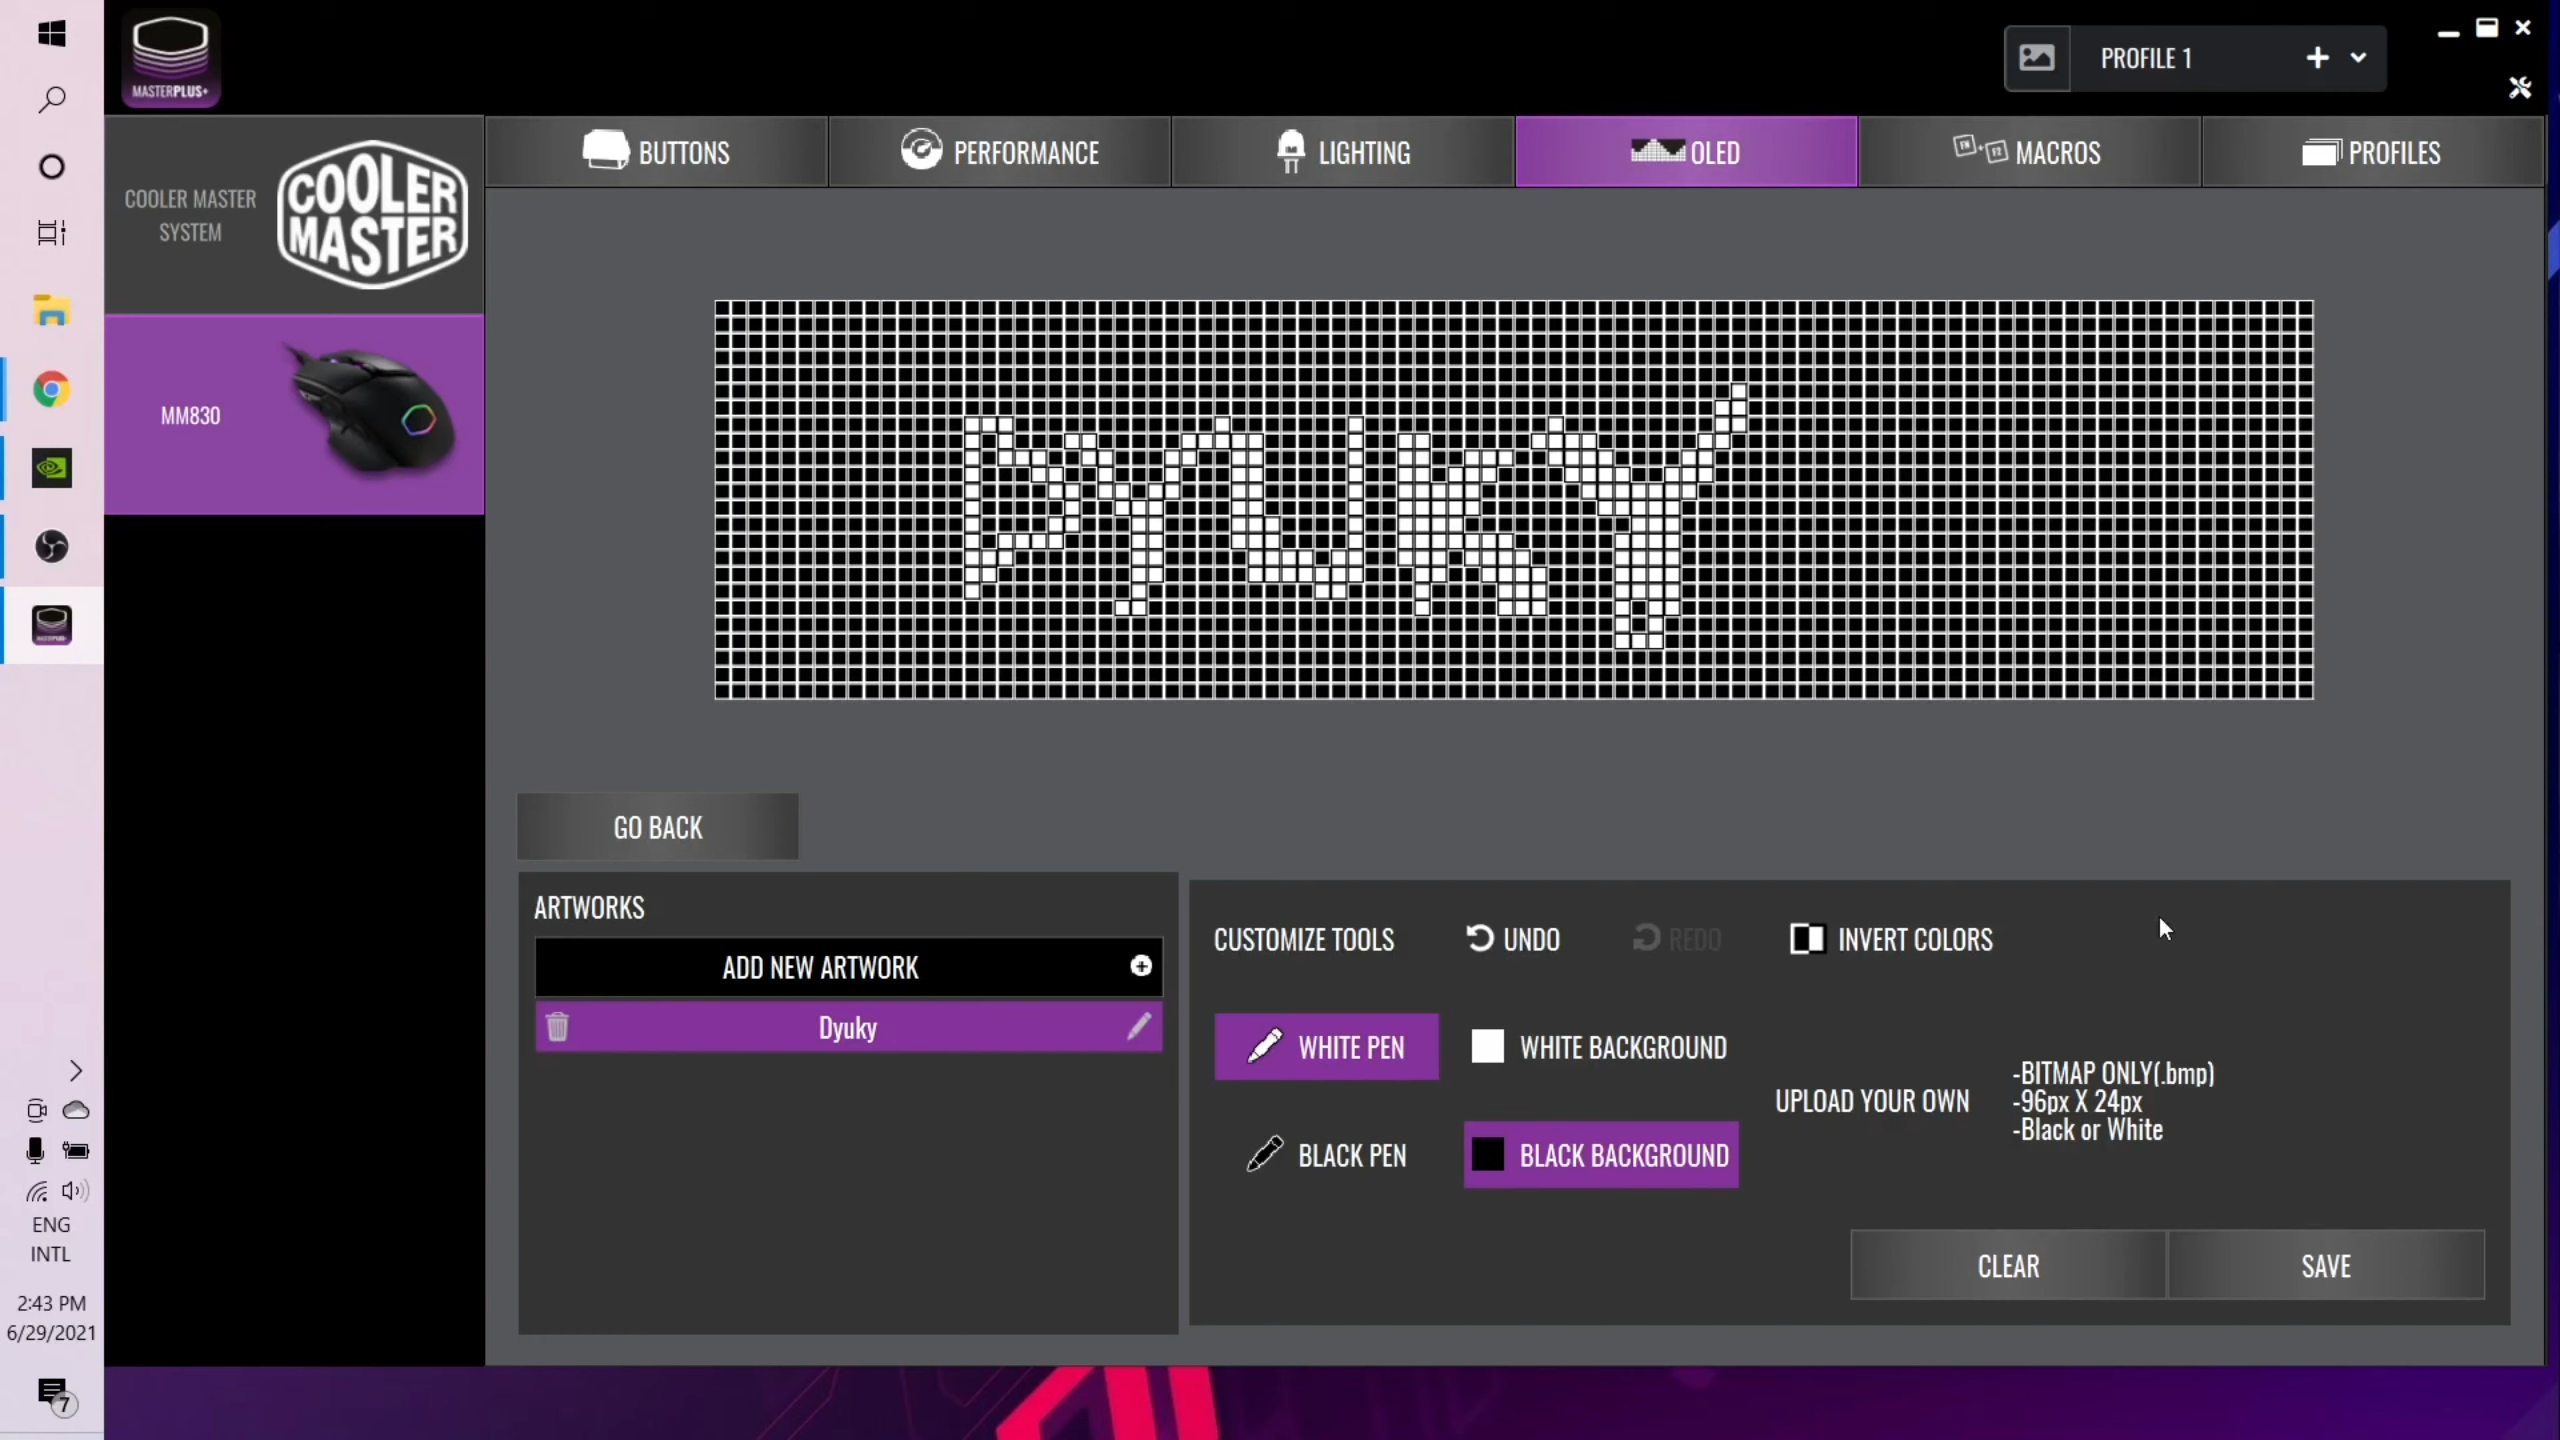 MASTERPLUS+
PROFILE 1
COOLER MASTER
SYSTEM
COOLER
MASTER
BUTTONS
PERFORMANCE
LIGHTING
OLED
MACROS
PROFILES
MM830
DYUKY
GO BACK
ARTWORKS
ADD NEW ARTWORK
Dyuky
CUSTOMIZE TOOLS
UNDO
REDO
INVERT COLORS
WHITE PEN
WHITE BACKGROUND
BLACK PEN
BLACK BACKGROUND
UPLOAD YOUR OWN
-BITMAP ONLY(.bmp)
-96px X 24px
-Black or White
CLEAR
SAVE
ENG
INTL
2:43 PM
6/29/2021
7